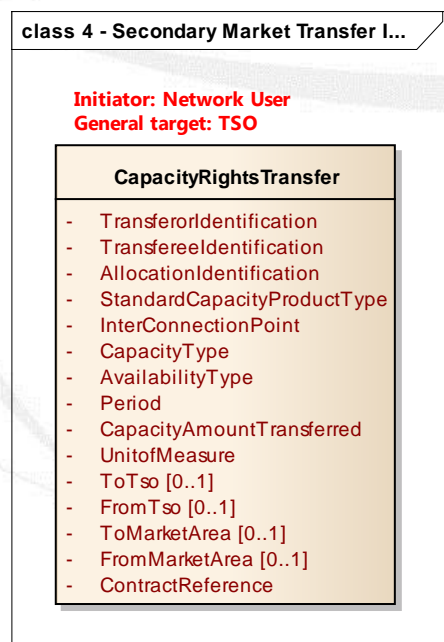 class 4 - Secondary Market Transfer I...
Initiator: Network User
General target: TSO
CapacityRightsTransfer
- TransferorIdentification
- TransfereeIdentification
- AllocationIdentification
- StandardCapacityProductType
- InterConnectionPoint
- CapacityType
- AvailabilityType
- Period
- CapacityAmountTransferred
- UnitofMeasure
- ToTso [0..1]
- FromTso [0..1]
- ToMarketArea [0..1]
- FromMarketArea [0..1]
- ContractReference